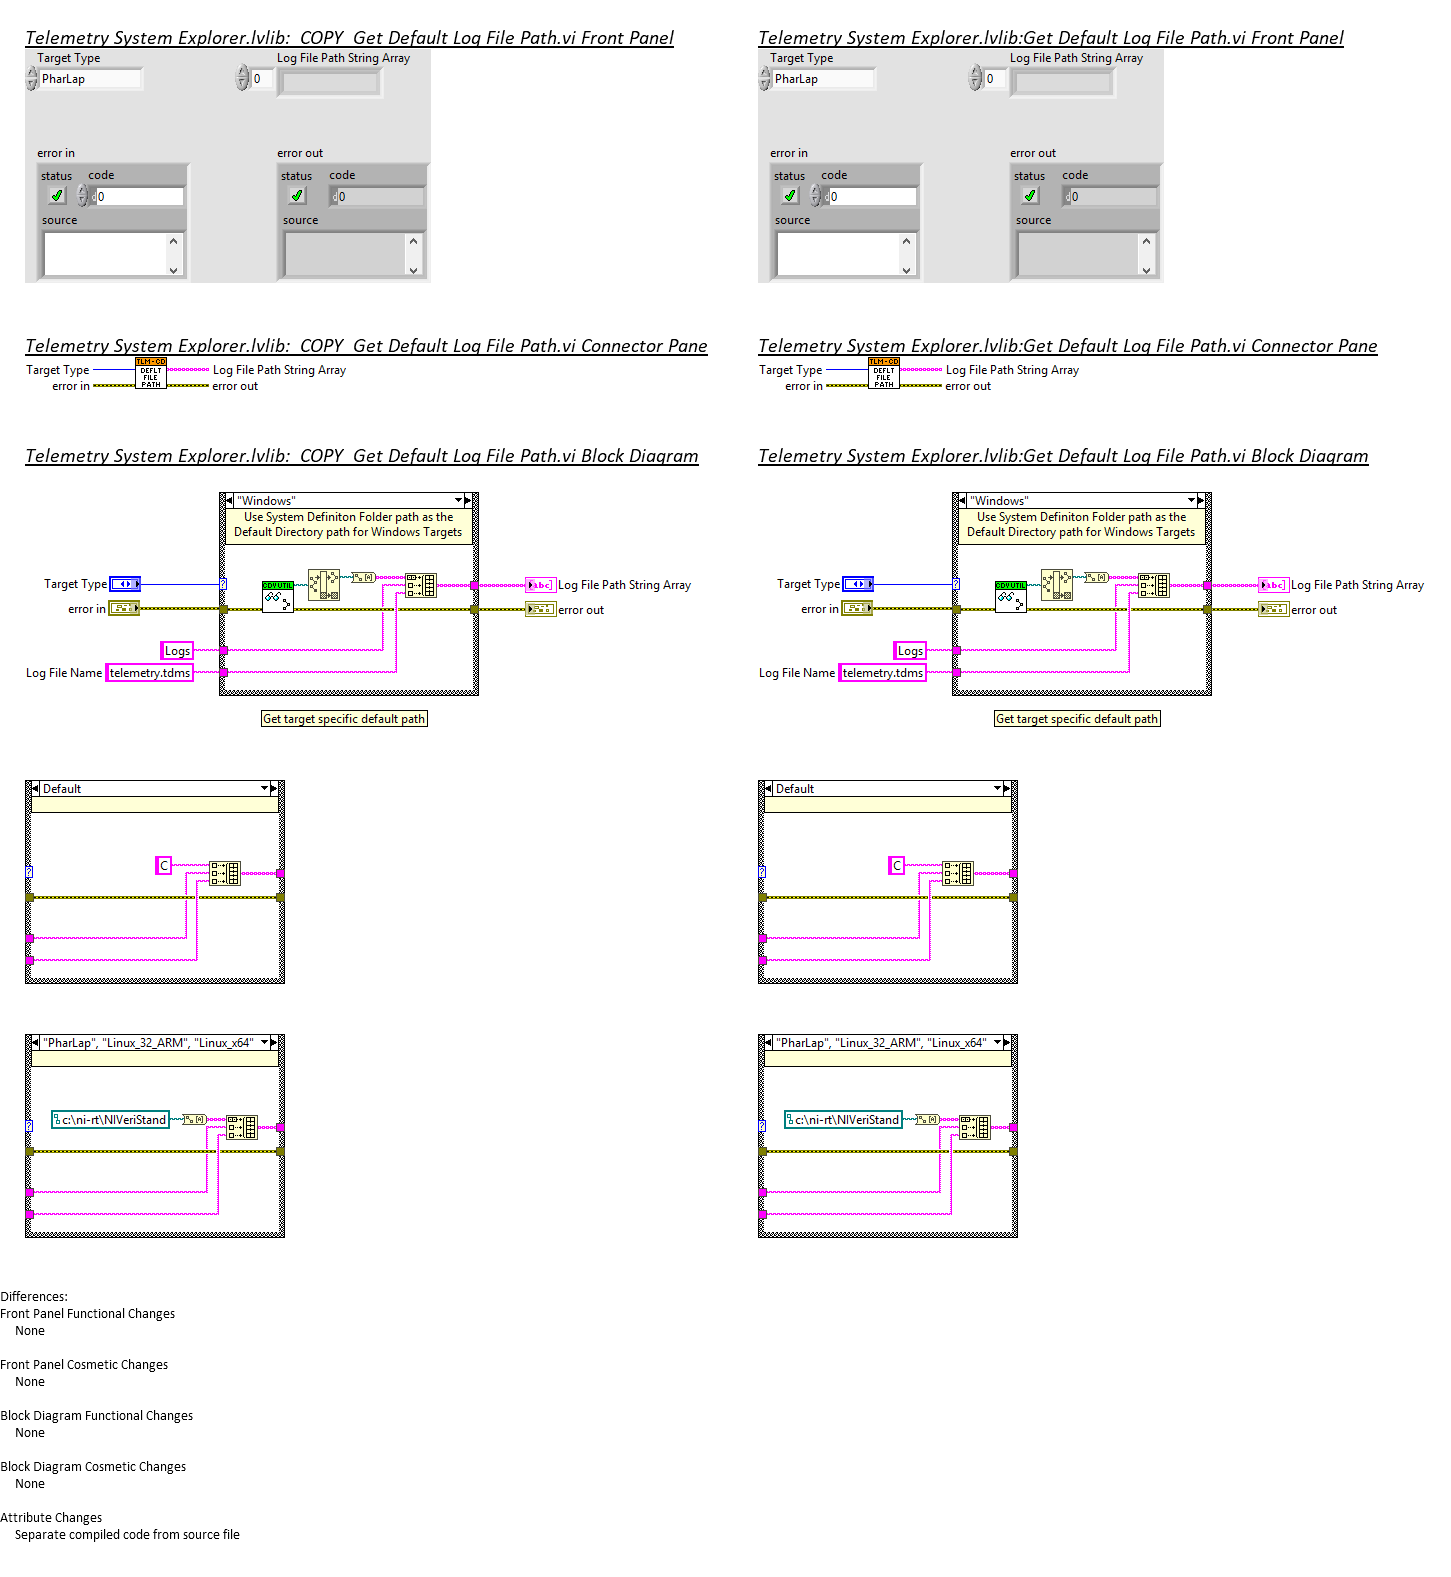 Telemetry System Explorer.lvlib:_COPY_Get Default Log File Path.vi Front Panel
Target Type
PharLap
0
Log File Path String Array
error in
status
code
d 0
source
error out
status
code
d 0
source
Telemetry System Explorer.lvlib:Get Default Log File Path.vi Front Panel
Target Type
PharLap
0
Log File Path String Array
error in
status
code
d 0
source
error out
status
code
d 0
source
Telemetry System Explorer.lvlib:_COPY_Get Default Log File Path.vi Connector Pane
Target Type
error in
TLM-CD
DEFLT
FILE
PATH
Log File Path String Array
error out
Telemetry System Explorer.lvlib:Get Default Log File Path.vi Connector Pane
Target Type
error in
TLM-CD
DEFLT
FILE
PATH
Log File Path String Array
error out
Telemetry System Explorer.lvlib:_COPY_Get Default Log File Path.vi Block Diagram
"Windows"
Use System Definiton Folder path as the
Default Directory path for Windows Targets
Target Type
?
CDV UTIL
abc
Log File Path String Array
error in
error out
Logs
Log File Name
telemetry.tdms
Get target specific default path
Telemetry System Explorer.lvlib:Get Default Log File Path.vi Block Diagram
"Windows"
Use System Definiton Folder path as the
Default Directory path for Windows Targets
Target Type
?
CDV UTIL
abc
Log File Path String Array
error in
error out
Logs
Log File Name
telemetry.tdms
Get target specific default path
Default
C
?
Default
C
?
"PharLap", "Linux_32_ARM", "Linux_x64"
c:\ni-rt\NIVeriStand
?
"PharLap", "Linux_32_ARM", "Linux_x64"
c:\ni-rt\NIVeriStand
?
Differences:
Front Panel Functional Changes
None
Front Panel Cosmetic Changes
None
Block Diagram Functional Changes
None
Block Diagram Cosmetic Changes
None
Attribute Changes
Separate compiled code from source file